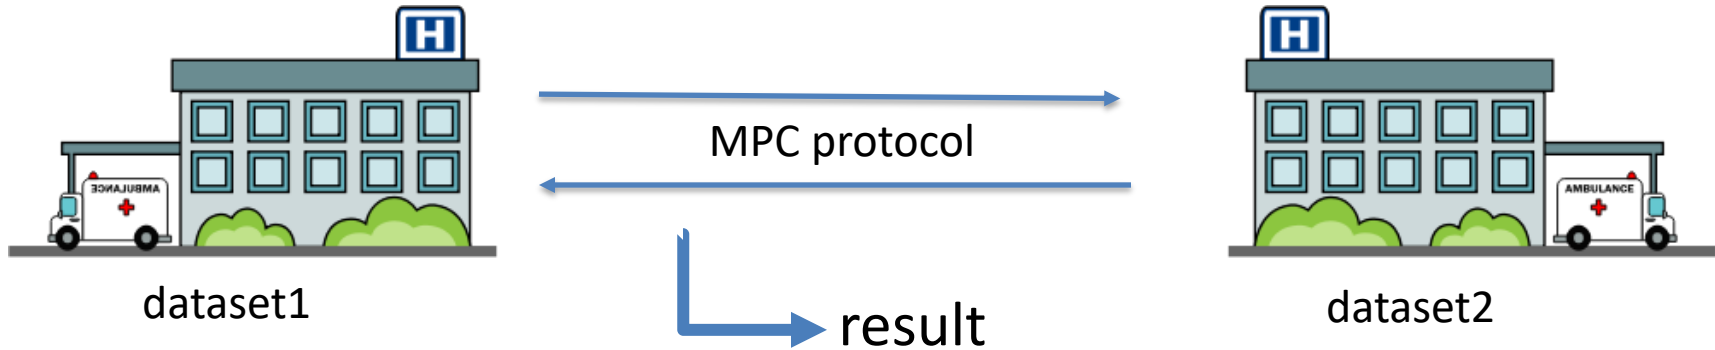 H
H
MPC protocol
AMBULANCE
AMBULANCE
dataset1
dataset2
result